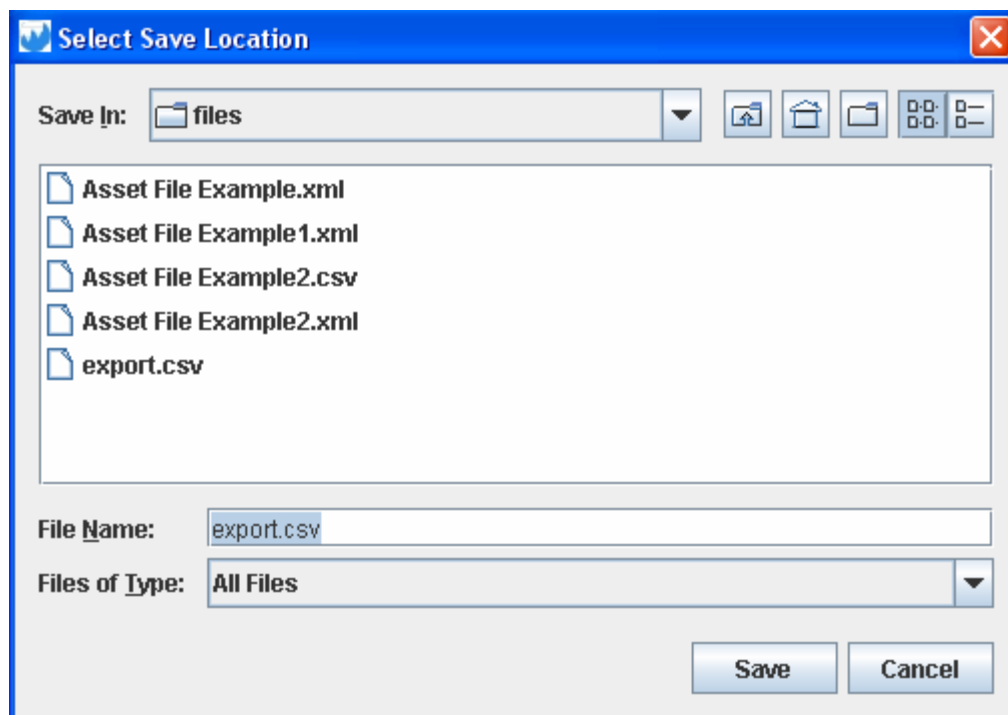 Select Save Location
Save In: files
Asset File Example.xml
Asset File Example1.xml
Asset File Example2.csv
Asset File Example2.xml
export.csv
File Name: export.csv
Files of Type: All Files
Save Cancel